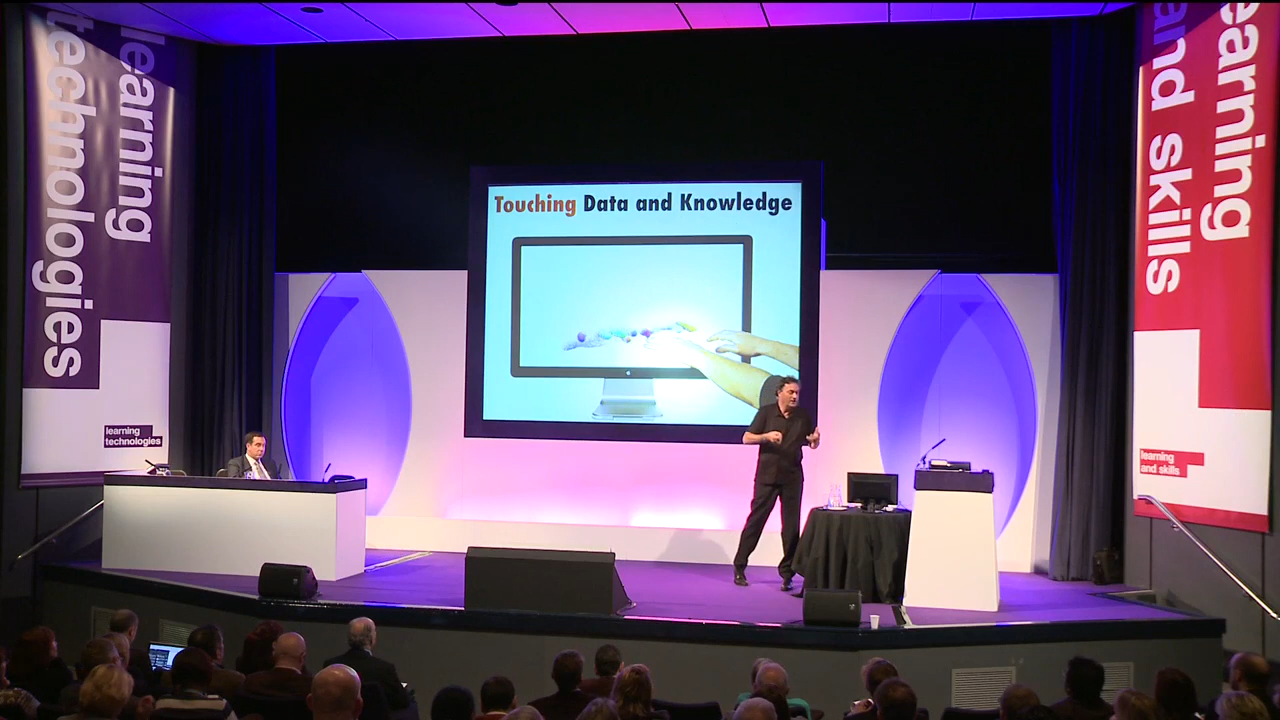 learning
technologies
learning
technologies
Touching Data and Knowledge
learning
and skills
learning
and skills